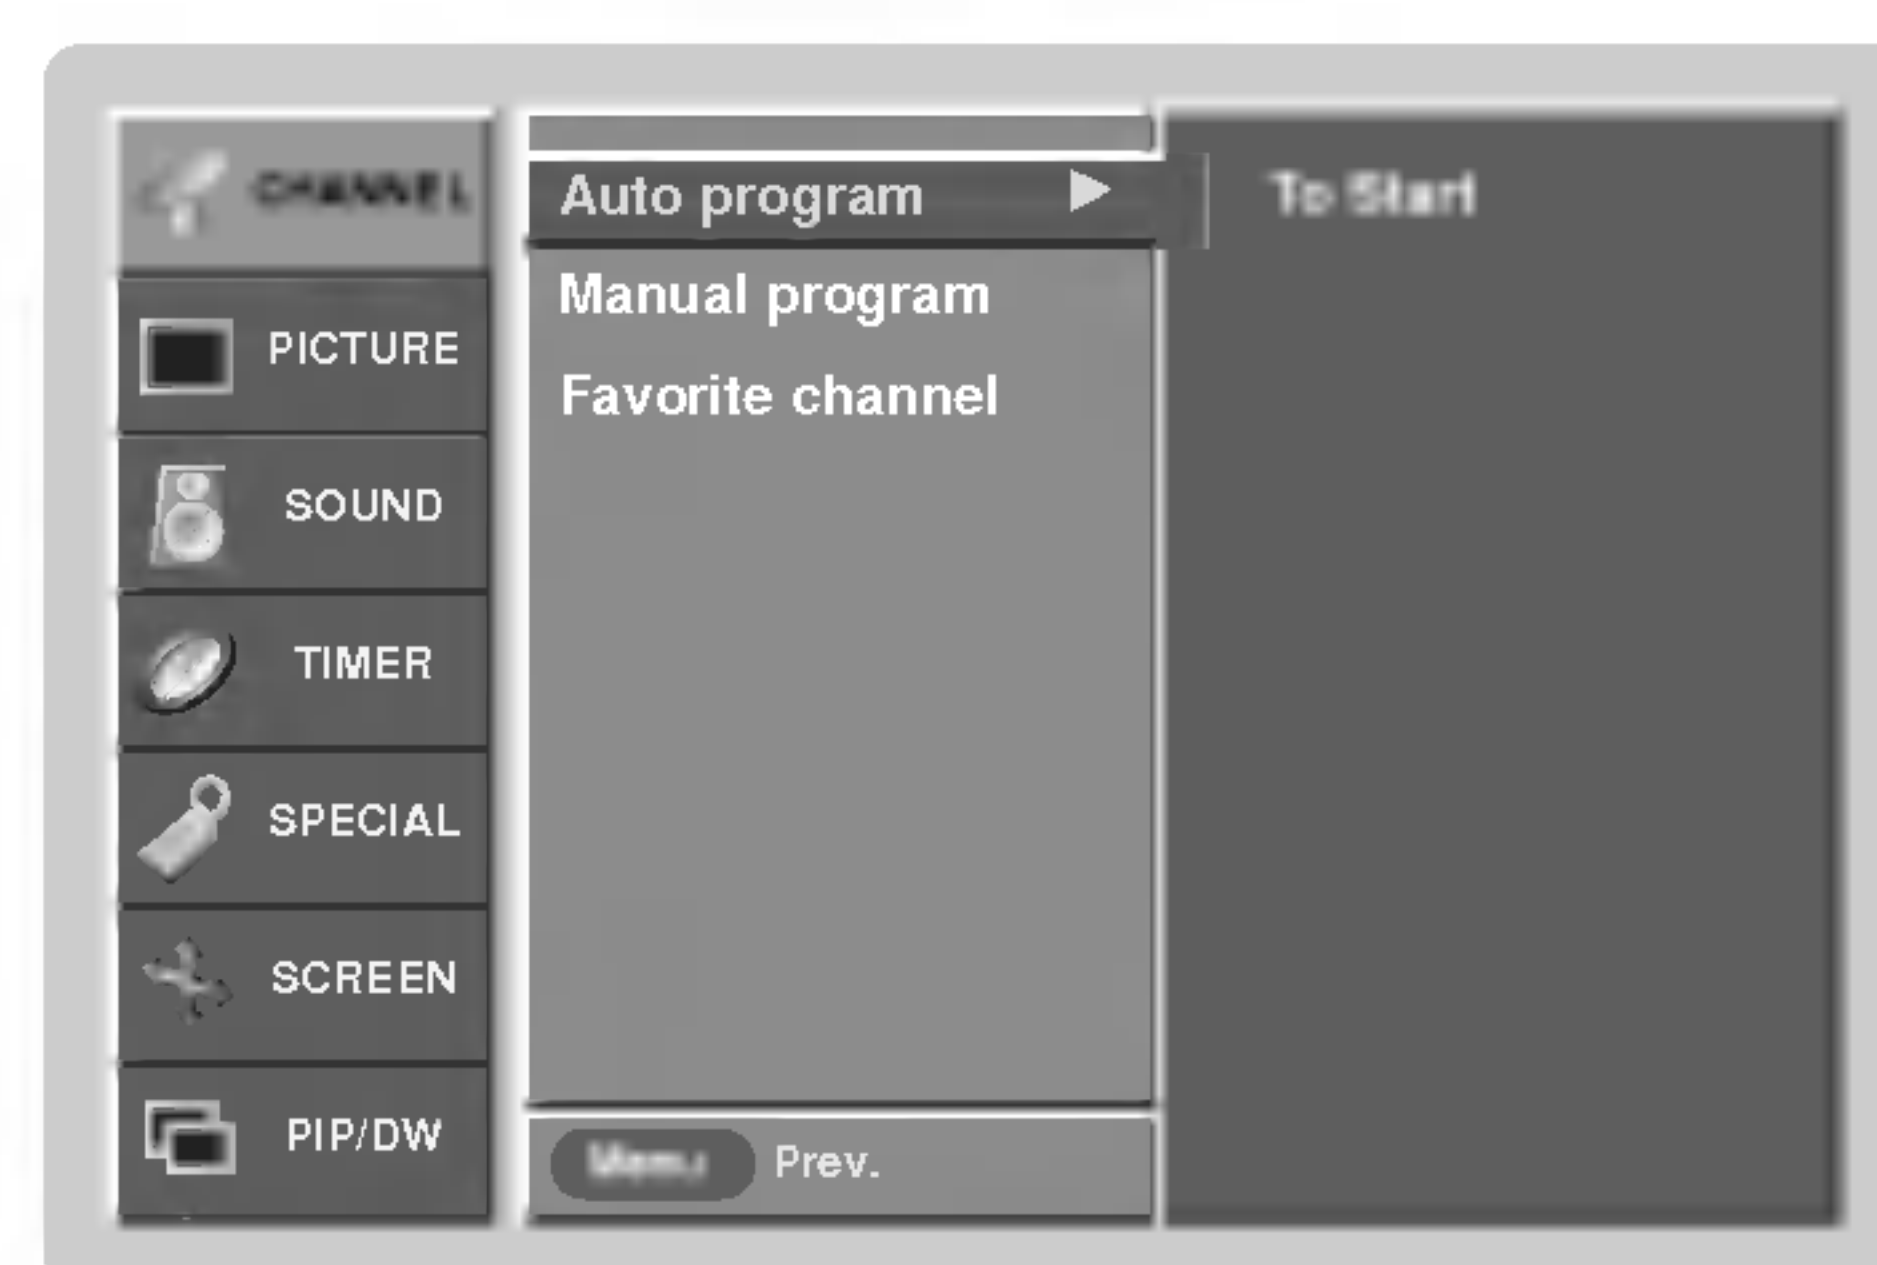 CHANNEL
PICTURE
SOUND
TIMER
SPECIAL
SCREEN
PIP/DW
Auto program
Manual program
Favorite channel
Menu Prev.
To Start